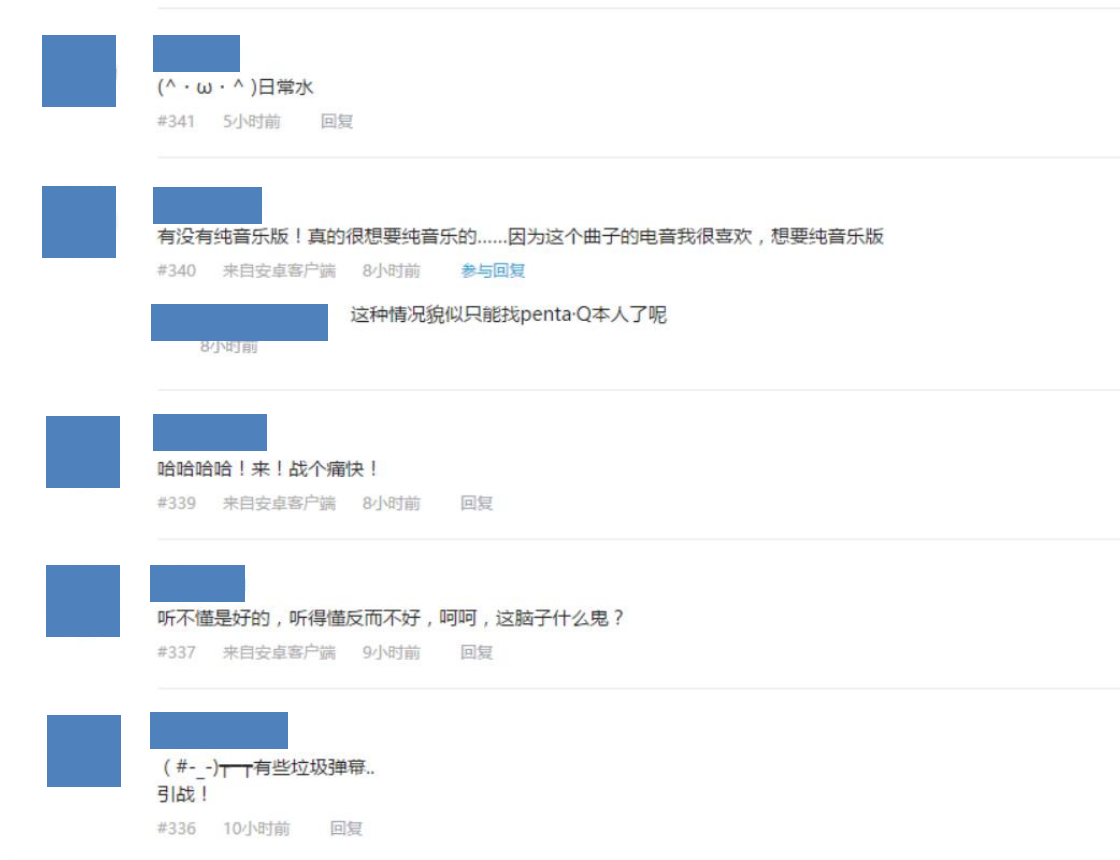 (^・ω・^ )日常水
#341 5小时前 回复
有没有纯音乐版！真的很想要纯音乐的……因为这个曲子的电音我很喜欢，想要纯音乐版
#340 来自安卓客户端 8小时前 参与回复
这种情况貌似只能找penta·Q本人了呢
8小时前
哈哈哈哈！来！战个痛快！
#339 来自安卓客户端 8小时前 回复
听不懂是好的，听得懂反而不好，呵呵，这脑子什么鬼？
#337 来自安卓客户端 9小时前 回复
（ #-_-)┯━┯有些垃圾弹幕..
引战！
#336 10小时前 回复